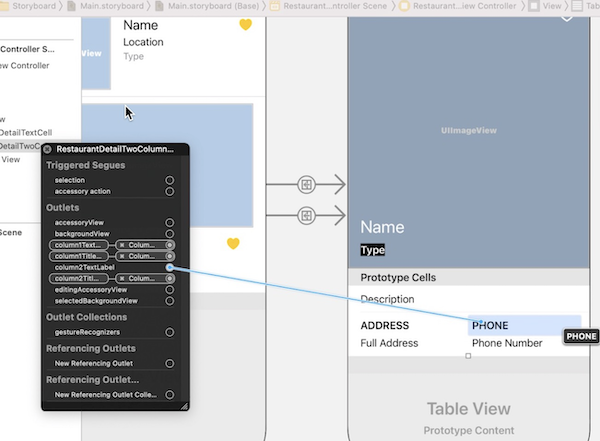 Storyboard › Main.storyboard › Main.storyboard (Base) › Restaurant...ntroller Scene › Restaurant...iew Controller › View › Tab
Controller S...
ew Controller
DetailTextCell
DetailTwoCo
View
Scene
Name
Location
Type
View
RestaurantDetailTwoColumn...
Triggered Segues
selection
accessory action
Outlets
accessoryView
backgroundView
column1Text... ✖ Colum...
column1Title... ✖ Colum...
column2TextLabel
column2Titl... ✖ Colum...
editingAccessoryView
selectedBackgroundView
Outlet Collections
gestureRecognizers
Referencing Outlets
New Referencing Outlet
Referencing Outlet...
New Referencing Outlet Colle...
UIImageView
Name
Type
Prototype Cells
Description
ADDRESS PHONE
PHONE
Full Address Phone Number
Table View
Prototype Content